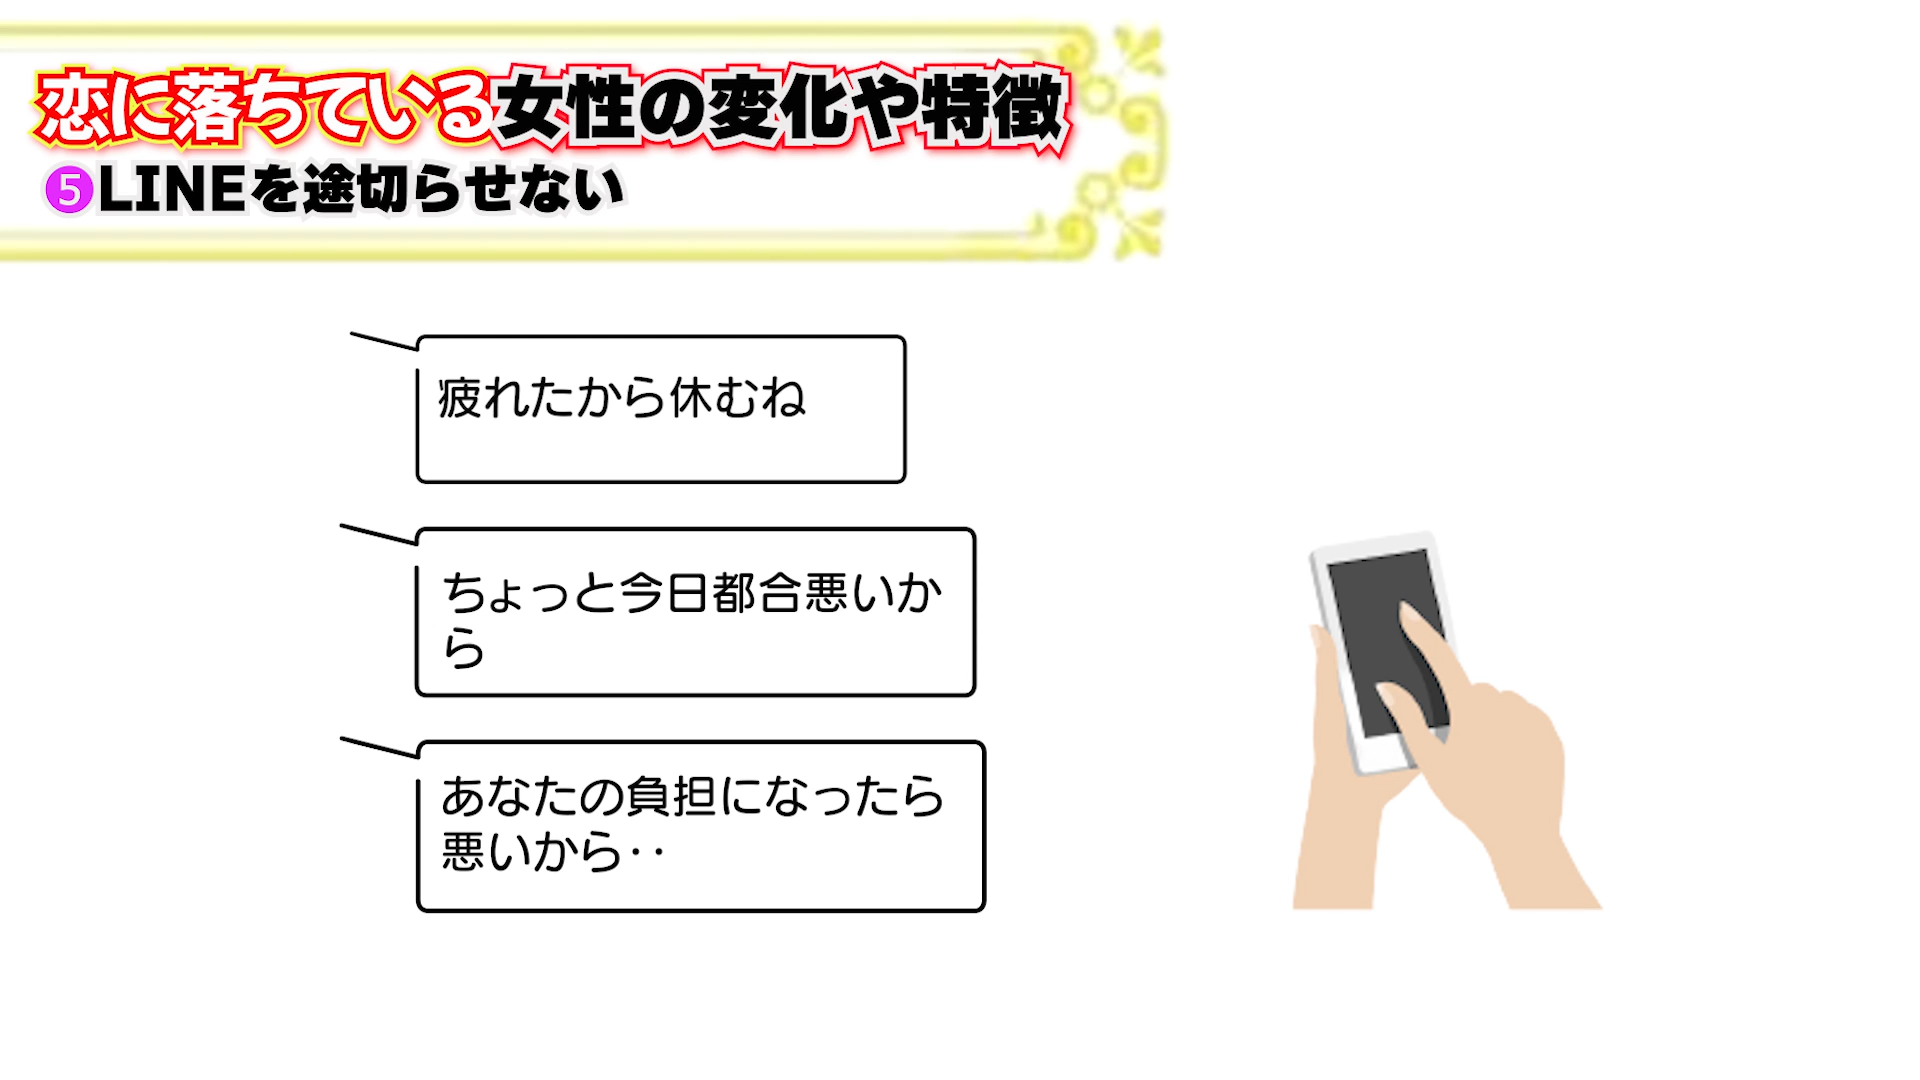 恋に落ちている女性の変化や特徴
❺LINEを途切らせない
疲れたから休むね
ちょっと今日都合悪いか
ら
あなたの負担になったら
悪いから‥